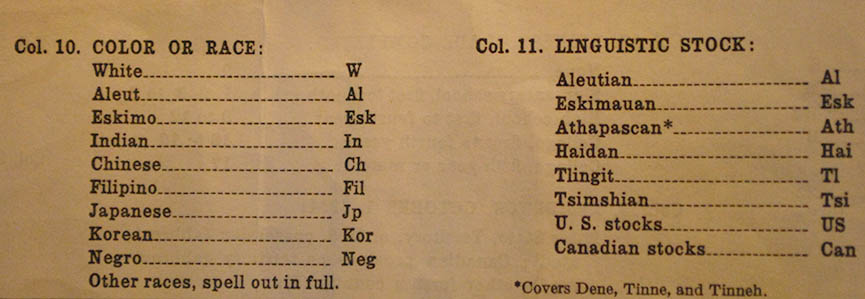 Col. 10. COLOR OR RACE:
White W
Aleut Al
Eskimo Esk
Indian In
Chinese Ch
Filipino Fil
Japanese Jp
Korean Kor
Negro Neg
Other races, spell out in full.
Col. 11. LINGUISTIC STOCK:
Aleutian Al
Eskimauan Esk
Athapascan* Ath
Haidan Hai
Tlingit Tl
Tsimshian Tsi
U. S. stocks US
Canadian stocks Can
*Covers Dene, Tinne, and Tinneh.